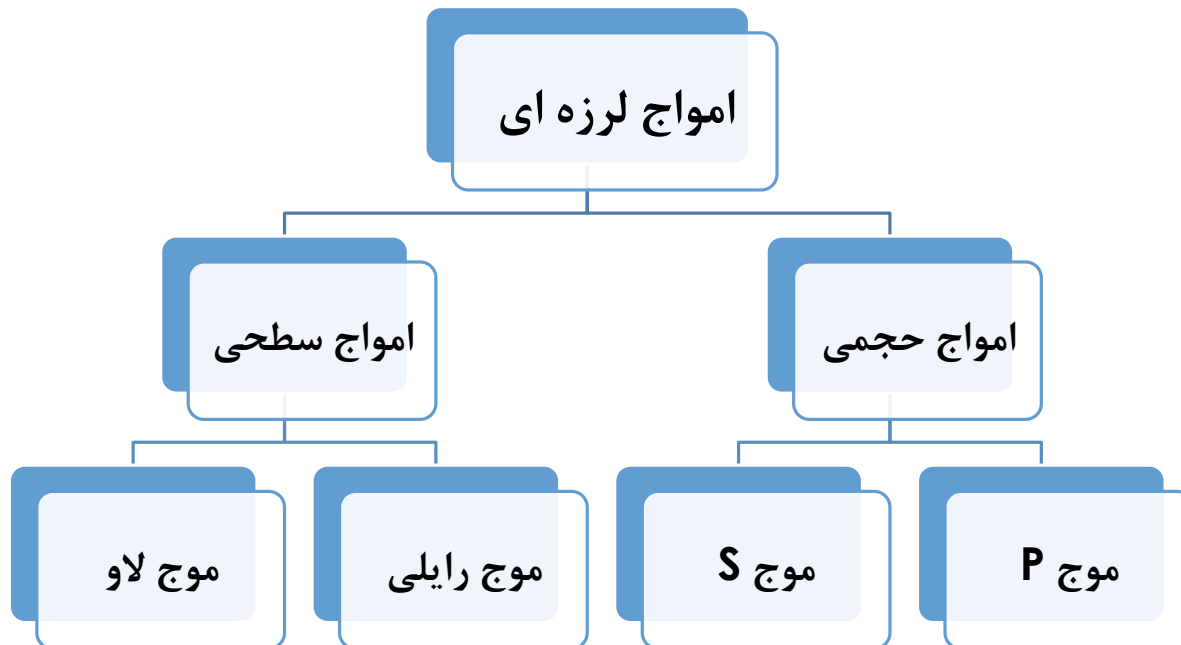 امواج لرزه ای
امواج حجمی
امواج سطحی
موج P
موج S
موج رایلی
موج لاو